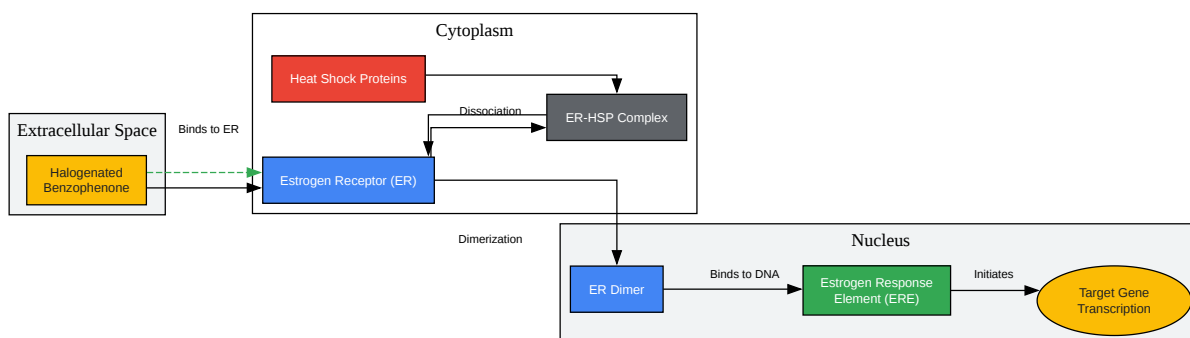 Cytoplasm
Heat Shock Proteins
Dissociation
ER-HSP Complex
Extracellular Space
Binds to ER
Halogenated
Benzophenone
Estrogen Receptor (ER)
Dimerization
Nucleus
ER Dimer
Binds to DNA
Estrogen Response
Element (ERE)
Initiates
Target Gene
Transcription